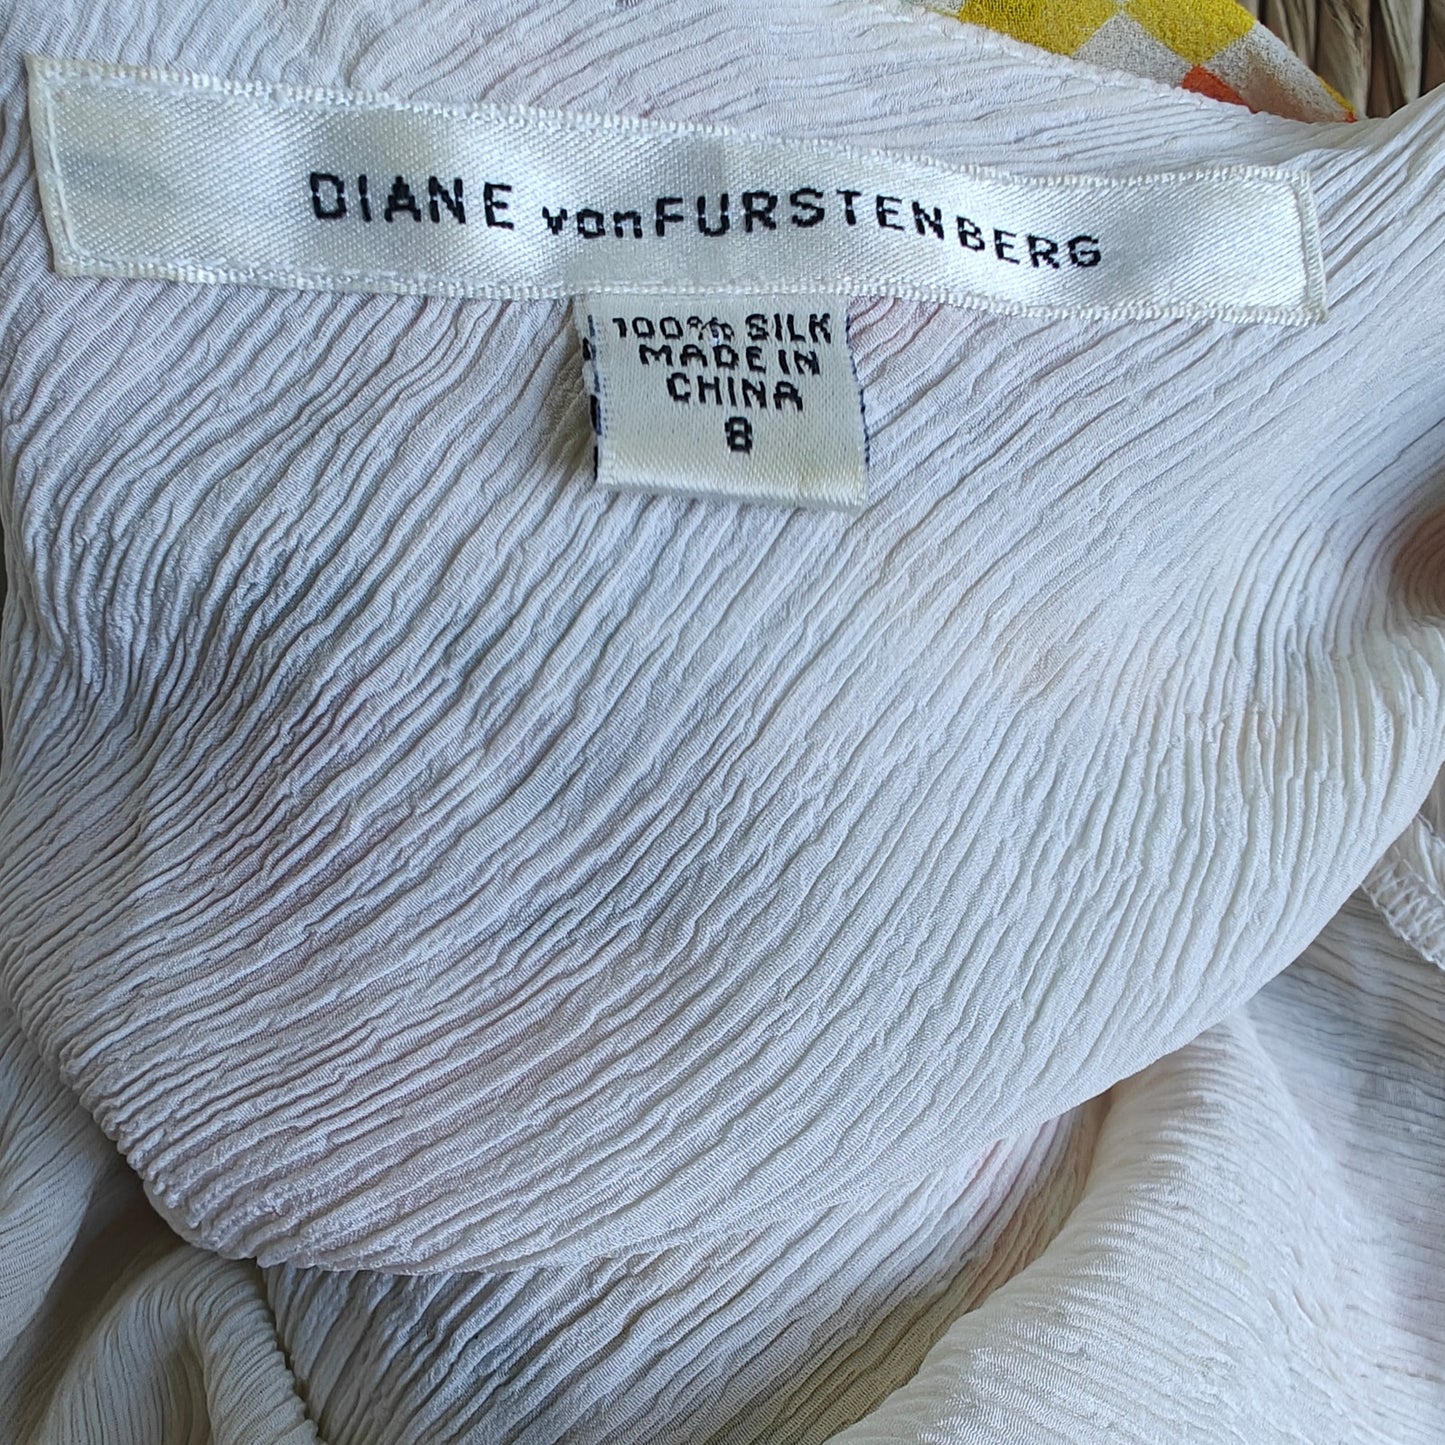 DIANE vonFURSTENBERG
100% SILK
MADE IN
CHINA
8